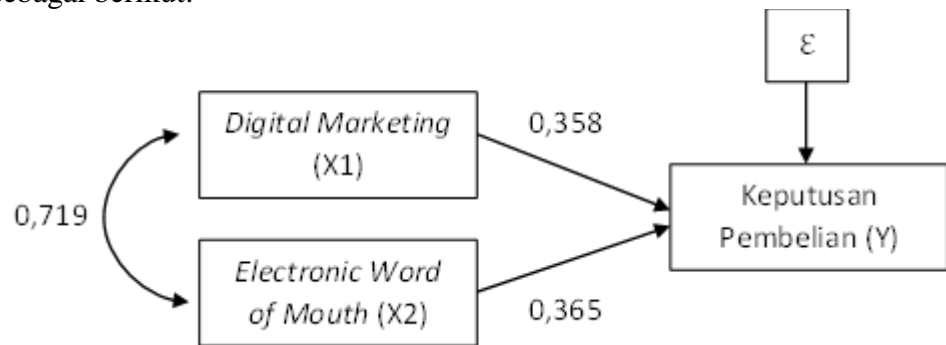 sebagai berikut:
ε
Digital Marketing
(X1)
0,358
Keputusan
Pembelian (Y)
0,719
Electronic Word
of Mouth (X2)
0,365